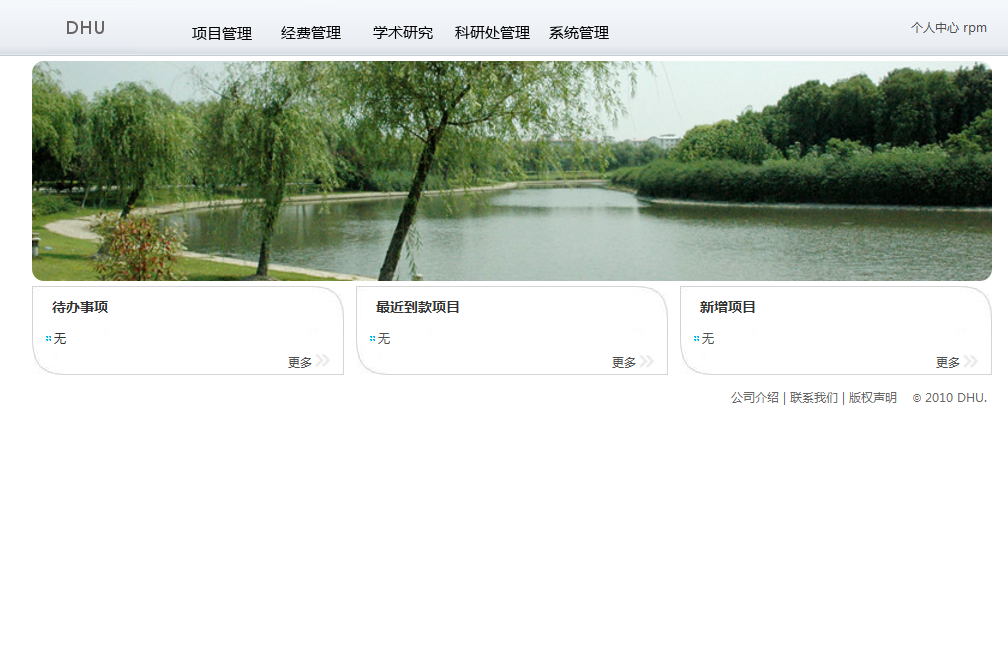 DHU 项目管理 经费管理 学术研究 科研处管理 系统管理 个人中心 rpm
待办事项
无
更多
最近到款项目
无
更多
新增项目
无
更多
公司介绍 | 联系我们 | 版权声明 © 2010 DHU.